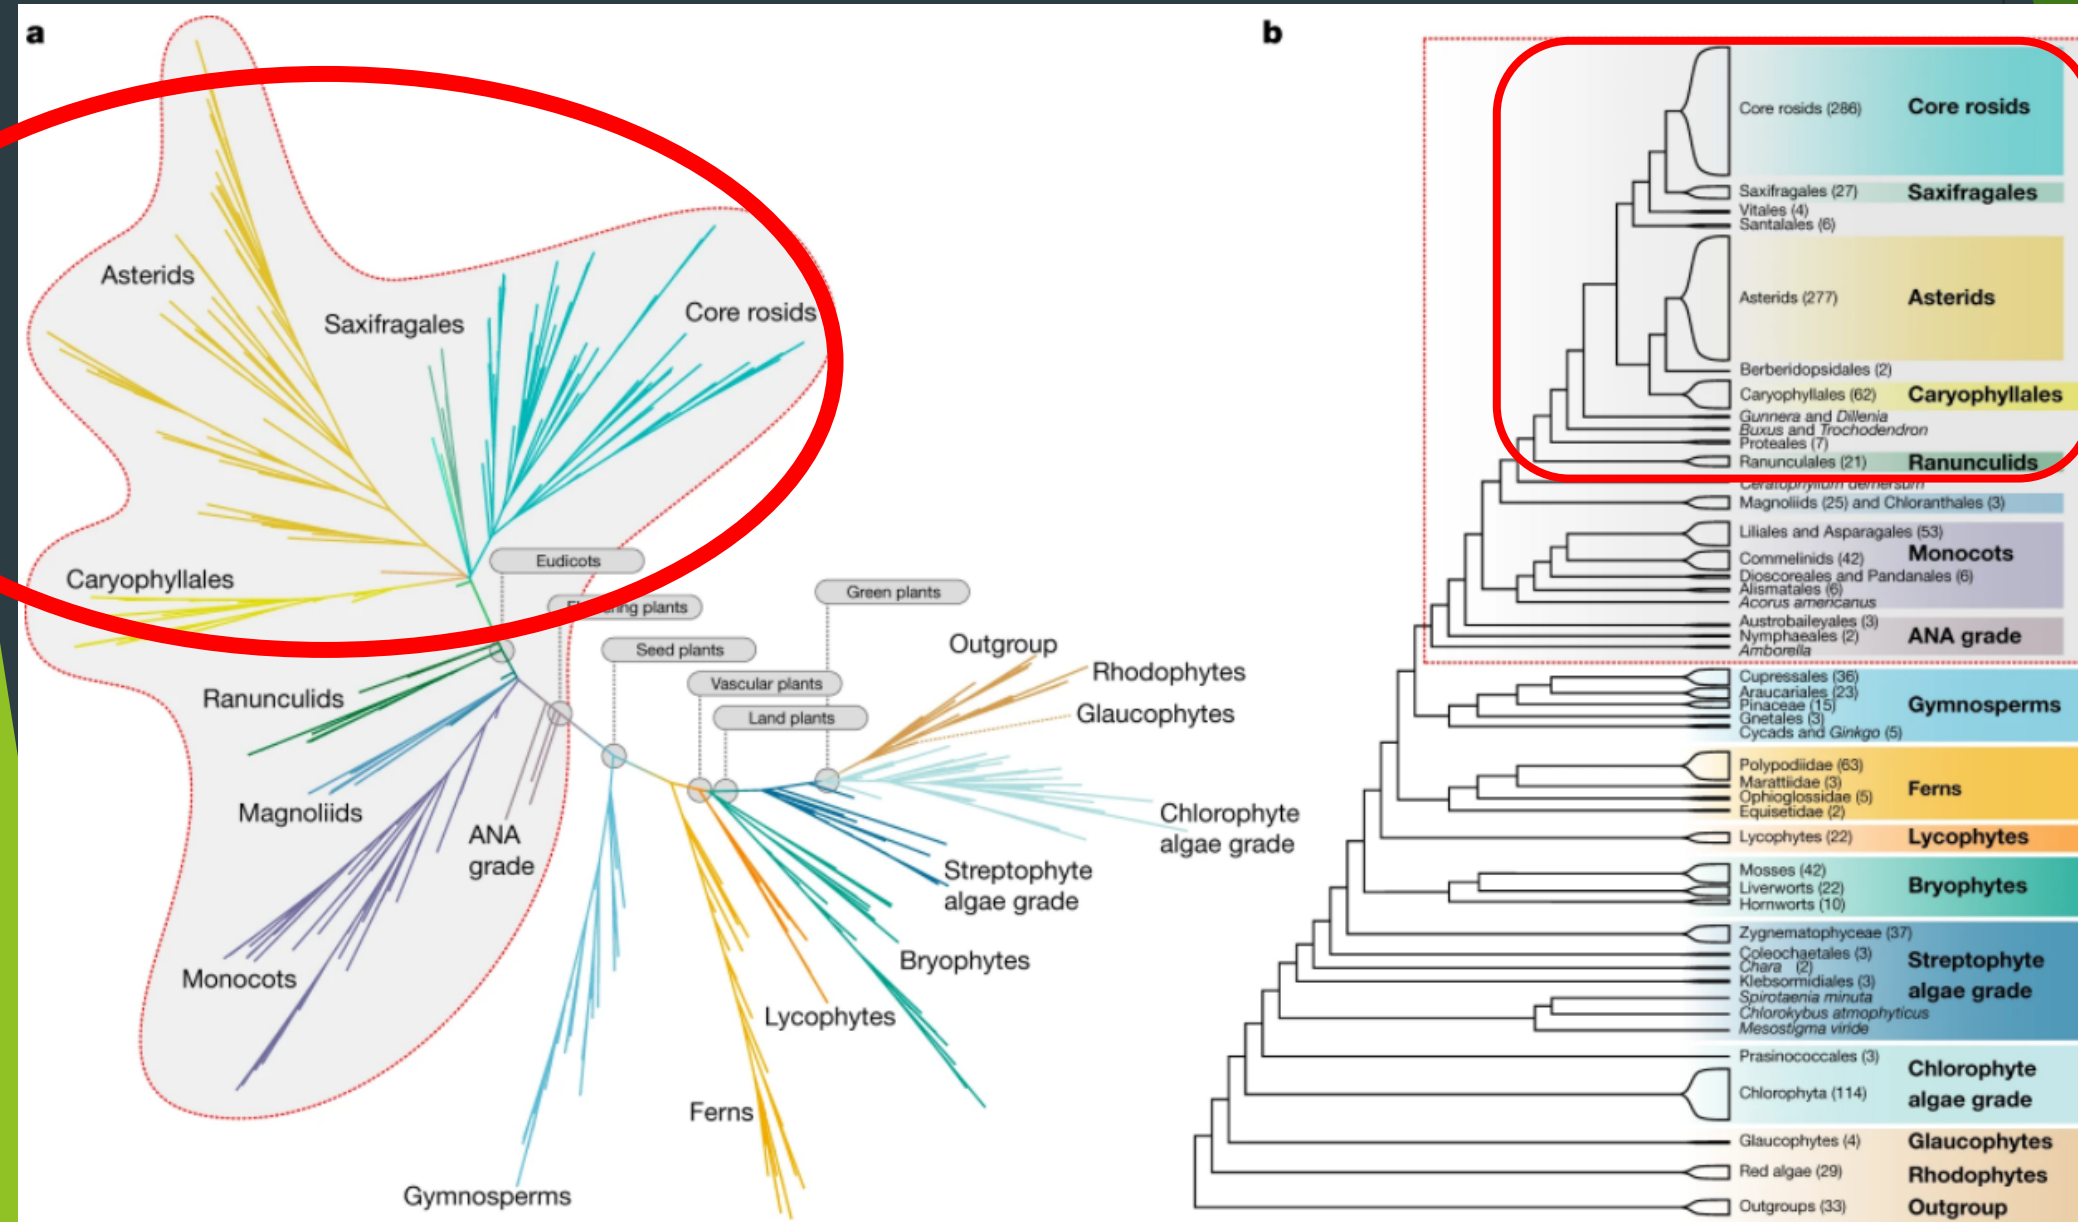 a
Asterids
Saxifragales
Core rosids
Caryophyllales
Eudicots
plants
Seed plants
Green plants
Vascular plants
Land plants
Outgroup
Rhodophytes
Glaucophytes
Ranunculids
Magnoliids
ANA
grade
Chlorophyte
algae grade
Streptophyte
algae grade
Bryophytes
Monocots
Lycophytes
Ferns
Gymnosperms
b
Core rosids (286) Core rosids
Saxifragales (27) Saxifragales
Vitales (4)
Santalales (6)
Asterids (277) Asterids
Berberidopsidales (2)
Caryophyllales (62) Caryophyllales
Gunnera and Dillenia
Buxus and Trochodendron
Proteales (7)
Ranunculales (21) Ranunculids
Ceratophyllum demersum
Magnoliids (25) and Chloranthales (3)
Liliales and Asparagales (53)
Monocots
Commelinids (42)
Dioscoreales and Pandanales (6)
Alismatales (6)
Acorus americanus
Austrobaileyales (3)
Nymphaeales (2) ANA grade
Amborella
Cupressales (36)
Araucariales (23)
Pinaceae (15) Gymnosperms
Gnetales (3)
Cycads and Ginkgo (5)
Polypodiidae (63)
Marattiidae (3) Ferns
Ophioglossidae (5)
Equisetidae (2)
Lycophytes (22) Lycophytes
Mosses (42)
Liverworts (22) Bryophytes
Hornworts (10)
Zygnematophyceae (37)
Coleochaetales (3) Streptophyte
Chara (2)
Klebsormidiales (3) algae grade
Spirotaenia minuta
Chlorokybus atmophyticus
Mesostigma viride
Prasinococcales (3) Chlorophyte
Chlorophyta (114) algae grade
Glaucophytes (4) Glaucophytes
Red algae (29) Rhodophytes
Outgroups (33) Outgroup